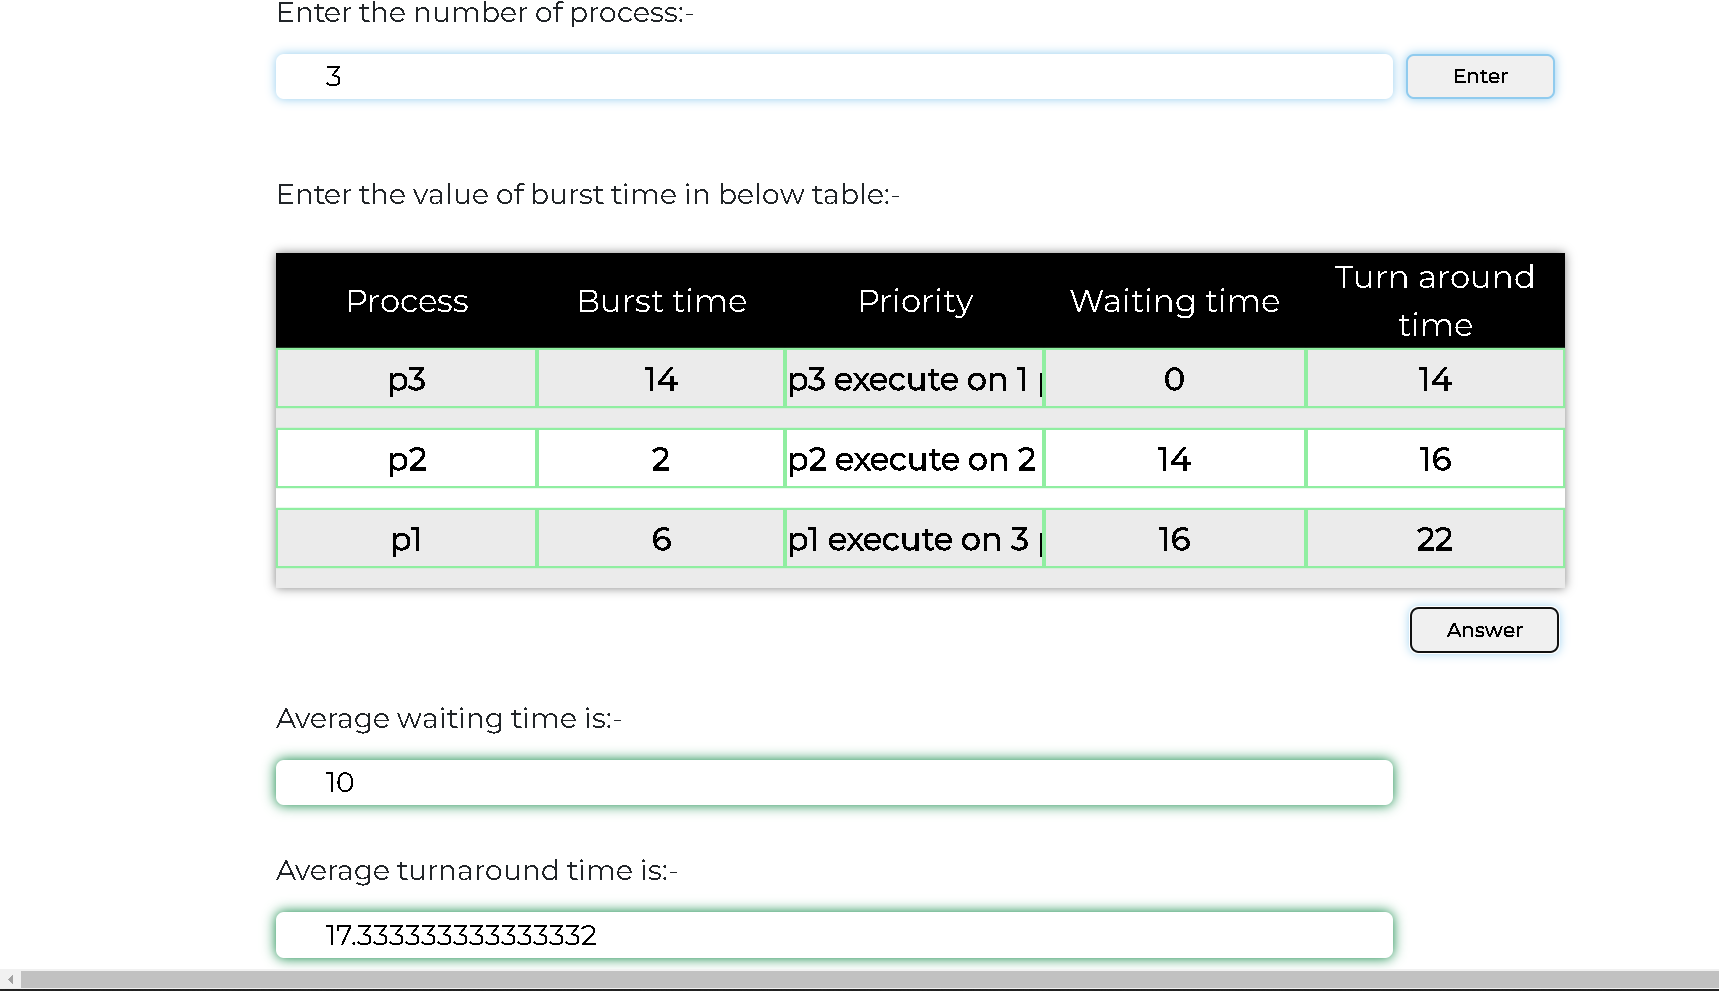 Enter the number of process:-
3 Enter
Enter the value of burst time in below table:-
Process Burst time Priority Waiting time Turn around time
p3 14 p3 execute on 1 0 14
p2 2 p2 execute on 2 14 16
p1 6 p1 execute on 3 16 22
Answer
Average waiting time is:-
10
Average turnaround time is:-
17.333333333333332